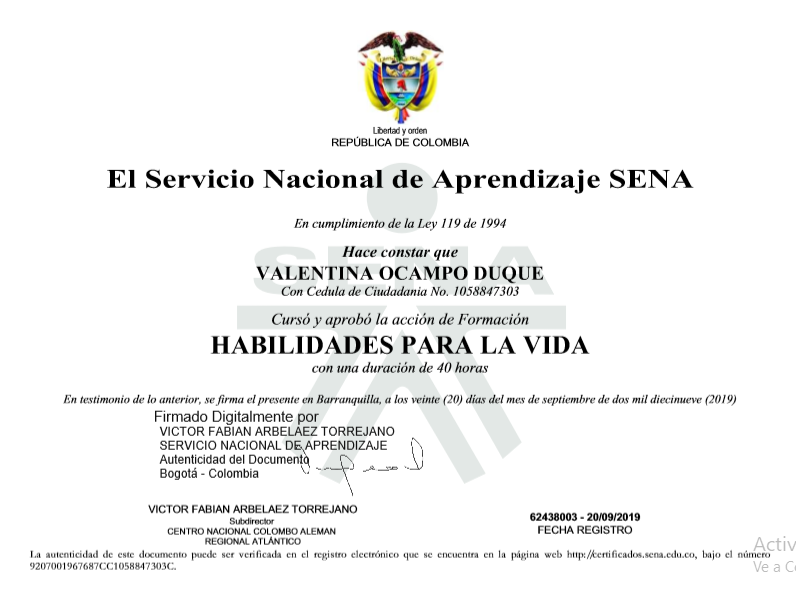 Libertad y orden
REPÚBLICA DE COLOMBIA
El Servicio Nacional de Aprendizaje SENA
En cumplimiento de la Ley 119 de 1994
Hace constar que
SENA
VALENTINA OCAMPO DUQUE
Con Cedula de Ciudadania No. 1058847303
Cursó y aprobó la acción de Formación
HABILIDADES PARA LA VIDA
con una duración de 40 horas
En testimonio de lo anterior, se firma el presente en Barranquilla, a los veinte (20) días del mes de septiembre de dos mil diecinueve (2019)
Firmado Digitalmente por
VICTOR FABIAN ARBELAEZ TORREJANO
SERVICIO NACIONAL DE APRENDIZAJE
Autenticidad del Documento
Bogotá - Colombia
VICTOR FABIAN ARBELAEZ TORREJANO
Subdirector
CENTRO NACIONAL COLOMBO ALEMAN
REGIONAL ATLÁNTICO
62438003 - 20/09/2019
FECHA REGISTRO
La autenticidad de este documento puede ser verificada en el registro electrónico que se encuentra en la página web http://certificados.sena.edu.co, bajo el número
9207001967687CC1058847303C.
Activ
Ve a C